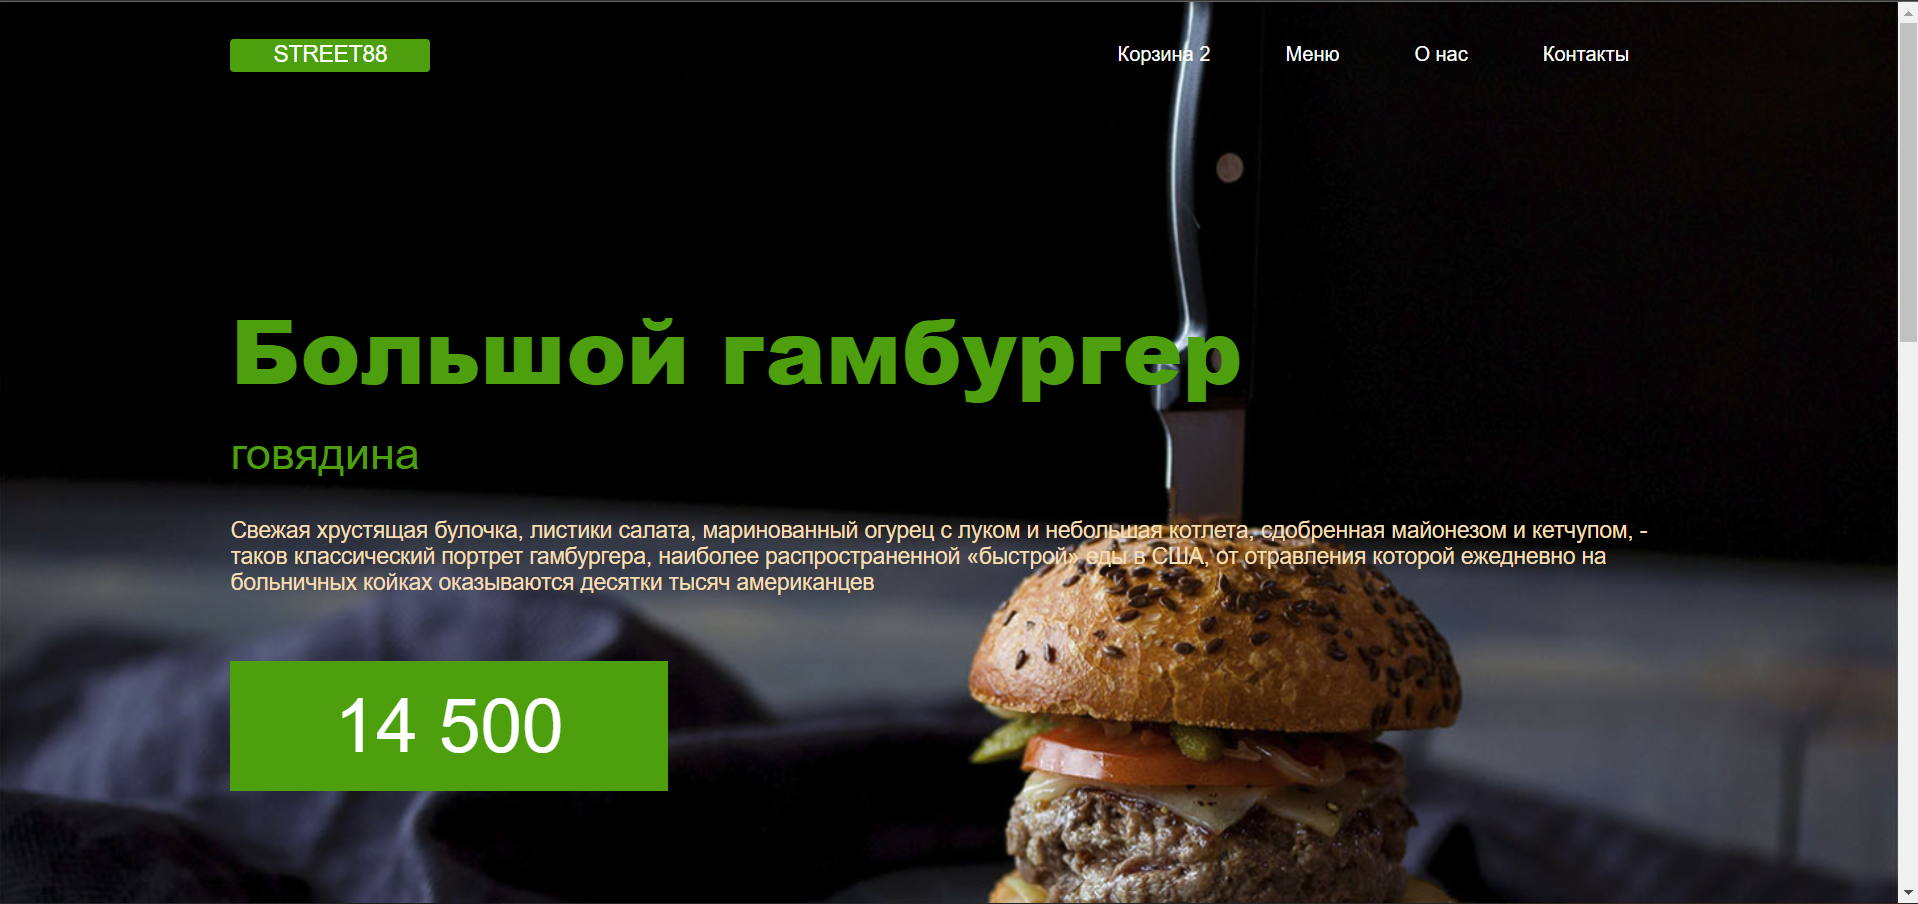 STREET88
Корзина 2 Меню О нас Контакты
Большой гамбургер
говядина
Свежая хрустящая булочка, листики салата, маринованный огурец с луком и небольшая котлета, сдобренная майонезом и кетчупом, -
таков классический портрет гамбургера, наиболее распространенной «быстрой» еды в США, от отравления которой ежедневно на
больничных койках оказываются десятки тысяч американцев
14 500